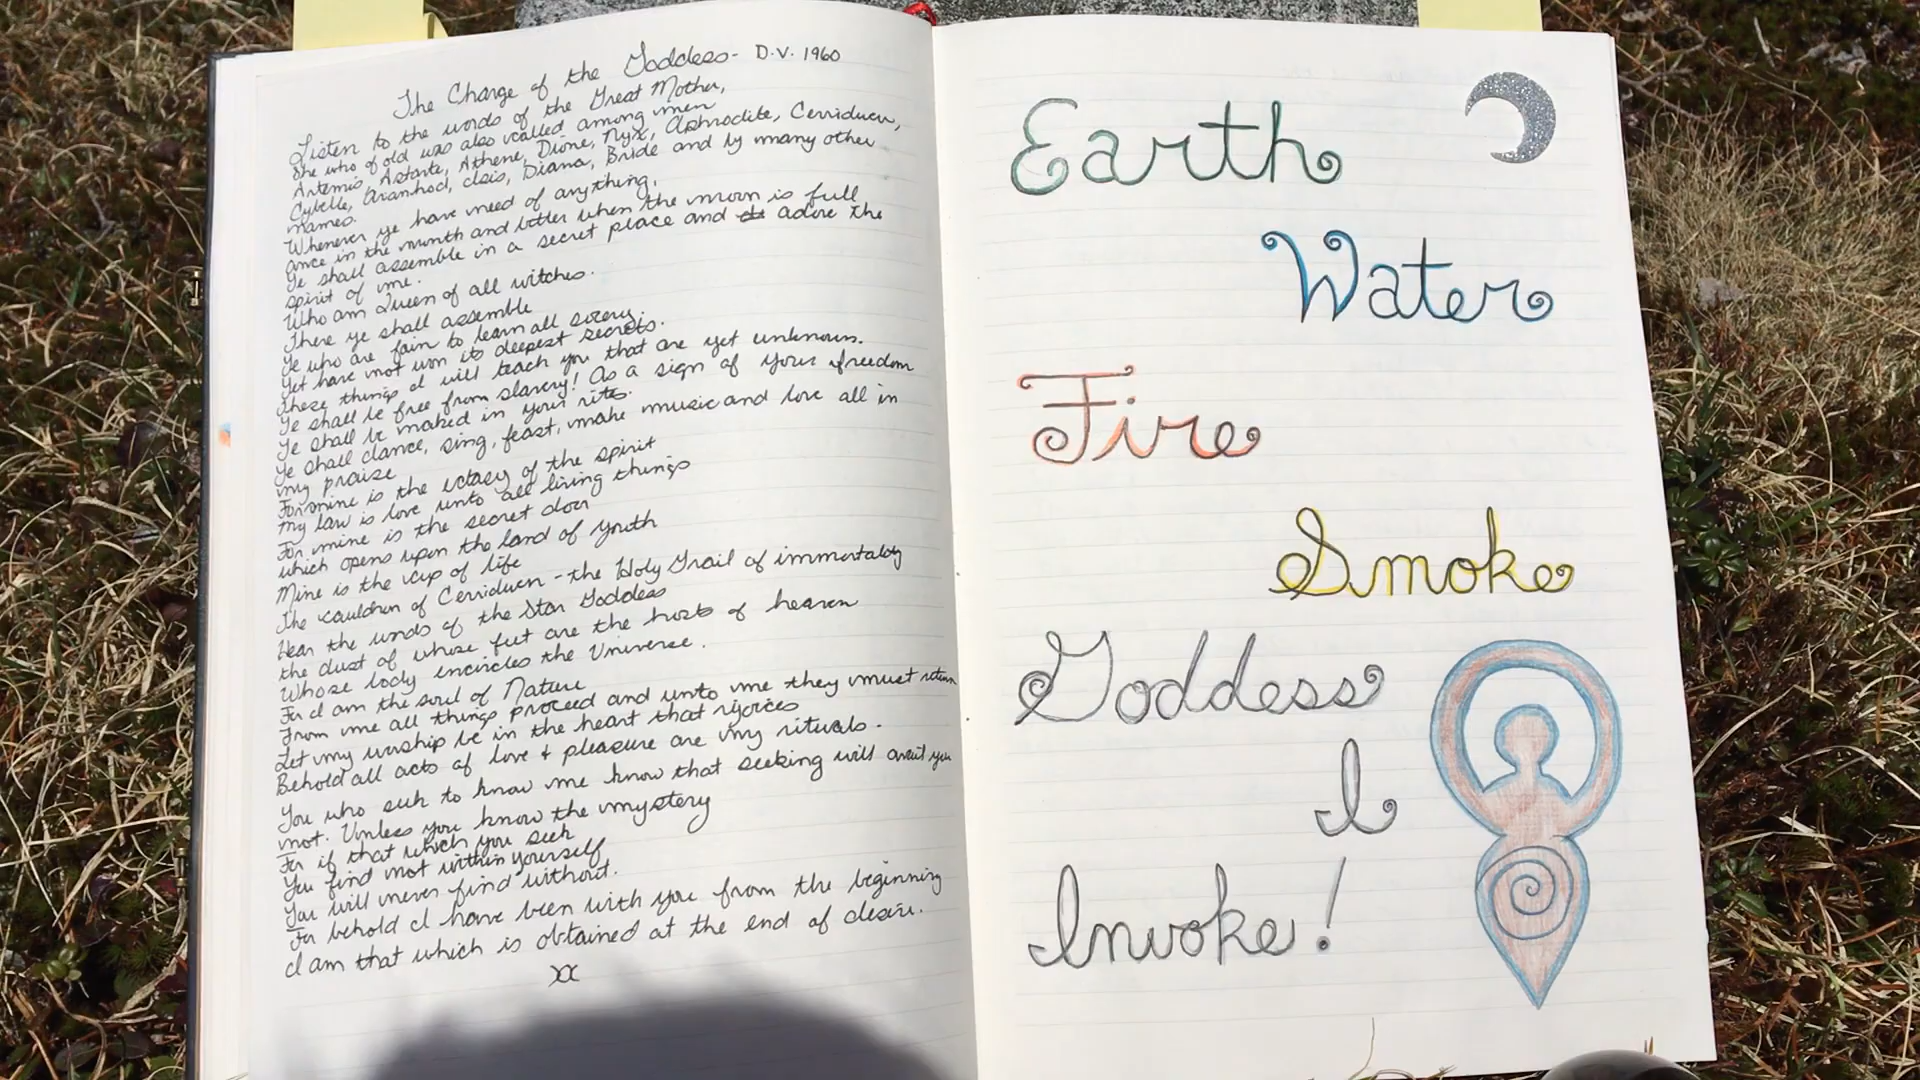 The Charge of the Goddess - D.V. 1960
Listen to the words of the Great Mother,
She who of old was also called among men
Artemis, Astarte, Athene, Dione, Nyx, Aphrodite, Cerriduen,
Cybelle, Arianhod, Isis, Diana, Bride and by many other
names.
Whenever ye have need of anything,
once in the month and better when the moon is full
Ye shall assemble in a secret place and adore the
spirit of me.
Who am Queen of all witches.
There ye shall assemble
Ye who are fain to learn all sorcery.
Yet have not won its deepest secrets.
These things I will teach you that are yet unknown.
Ye shall be free from slavery! As a sign of your freedom
Ye shall be naked in your rites.
Ye shall dance, sing, feast, make music and love all in
my praise
For mine is the ectacy of the spirit
My law is love unto all living things
For mine is the secret door
which opens upon the land of youth
Mine is the cup of life
The cauldren of Cerriduen - the Holy Grail of immortality
Hear the words of the Star Goddess
the dust of whose feet are the hosts of heaven
Whose body encircles the Universe.
For I am the soul of Nature
From me all things proceed and unto me they must return
Let my worship be in the heart that rejoices
Behold all acts of love + pleasure are my rituals.
You who seek to know me know that seeking will avail you
not. Unless you know the mystery
For if that which you seek
You find not within yourself
You will never find without.
For behold I have been with you from the beginning
I am that which is obtained at the end of desire.
Earth
Water
Fire
Smoke
Goddess
I
Invoke!